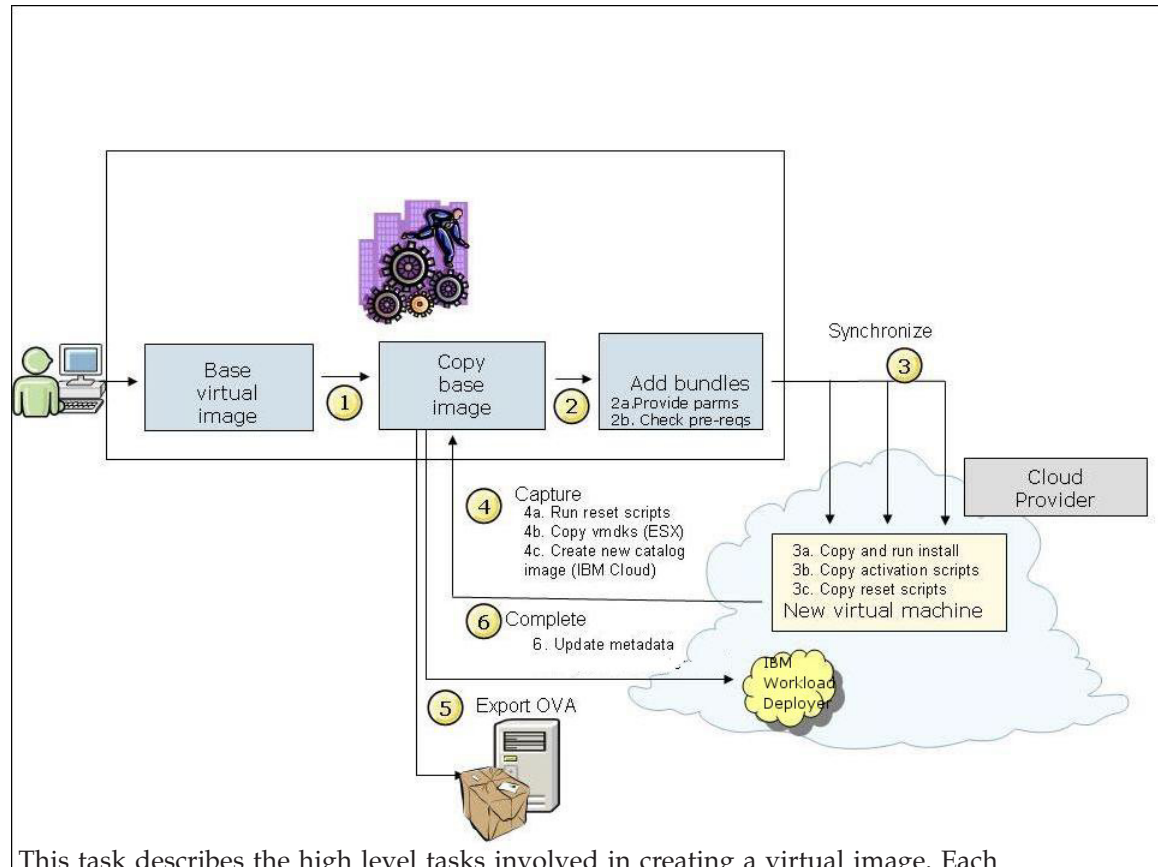 Synchronize
3
Base
virtual
image
1
Copy
base
image
2
Add bundles
2a.Provide parms
2b. Check pre-reqs
Cloud
Provider
4
Capture
4a. Run reset scripts
4b. Copy vmdks (ESX)
4c. Create new catalog
image (IBM Cloud)
3a. Copy and run install
3b. Copy activation scripts
3c. Copy reset scripts
New virtual machine
6
Complete
6. Update metadata
IBM
Workload
Deployer
5
Export OVA
This task describes the high level tasks involved in creating a virtual image. Each